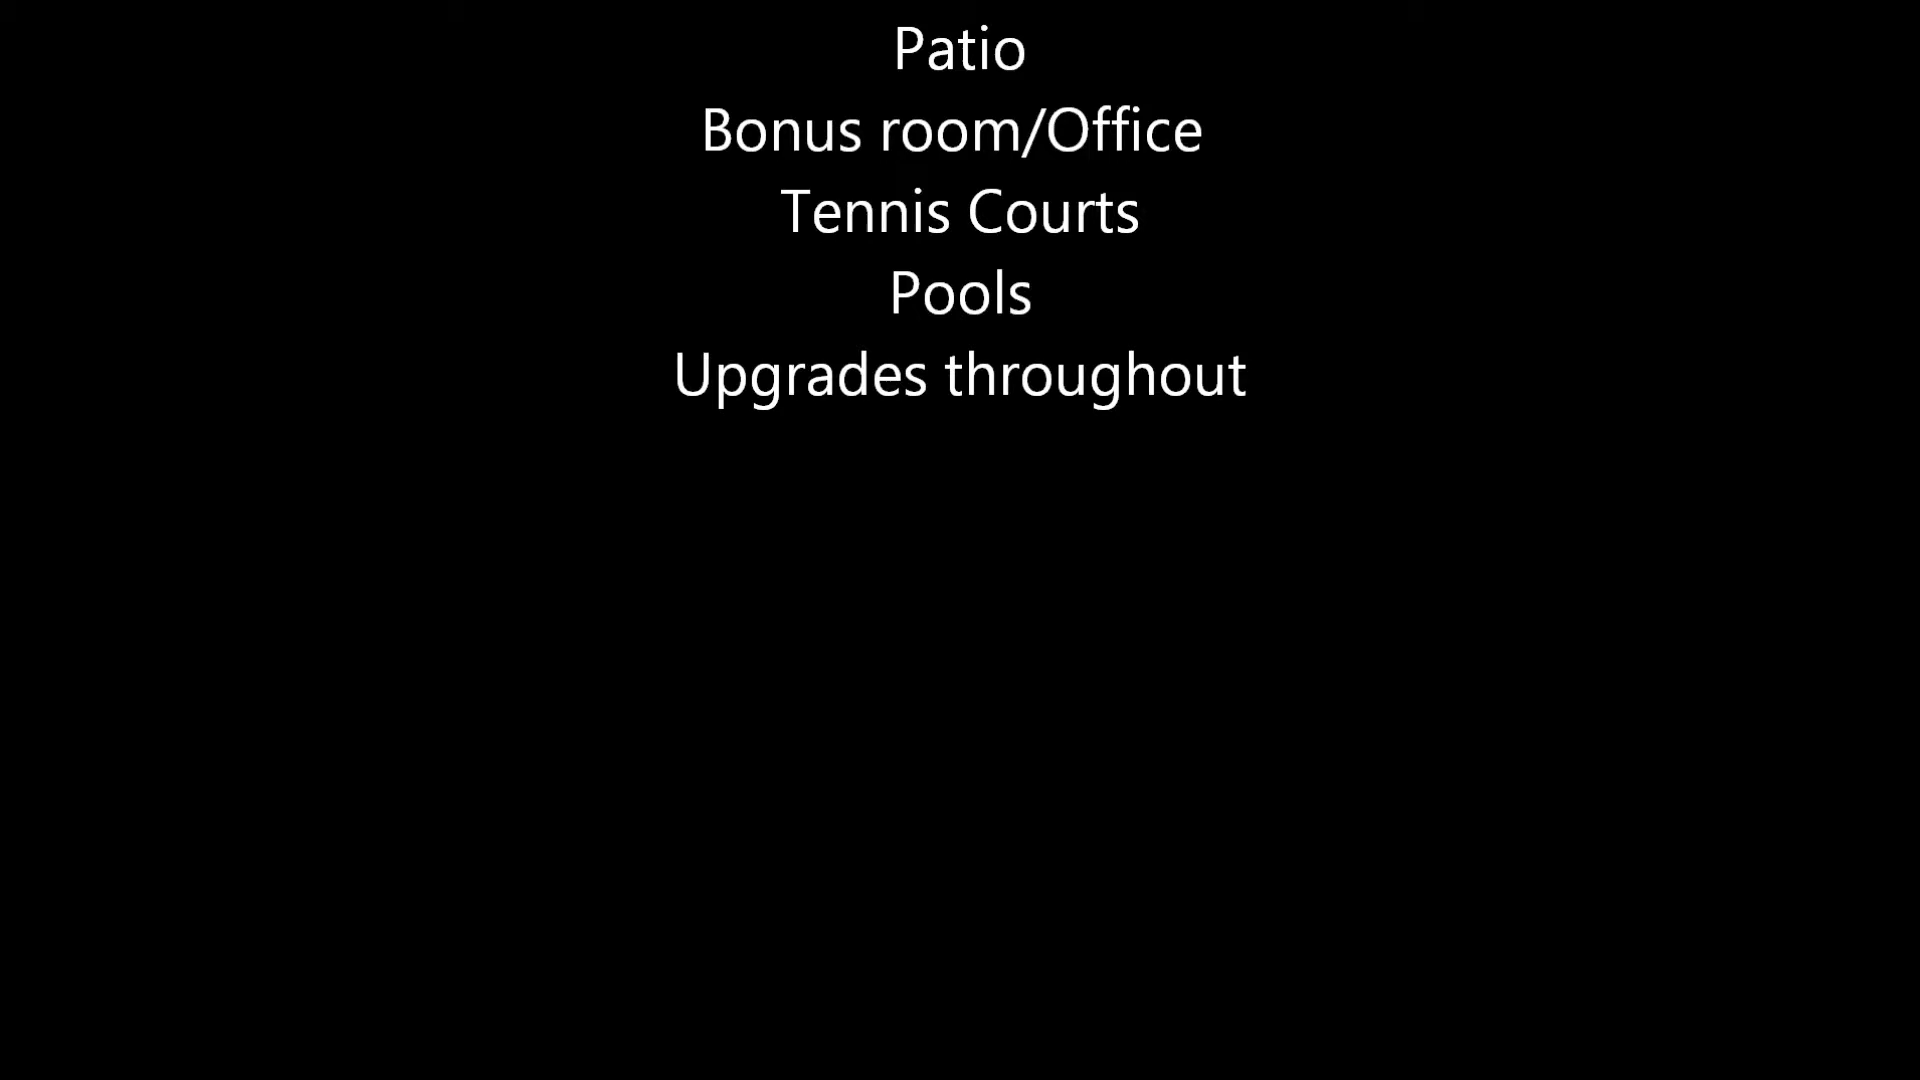 Patio
Bonus room/Office
Tennis Courts
Pools
Upgrades throughout